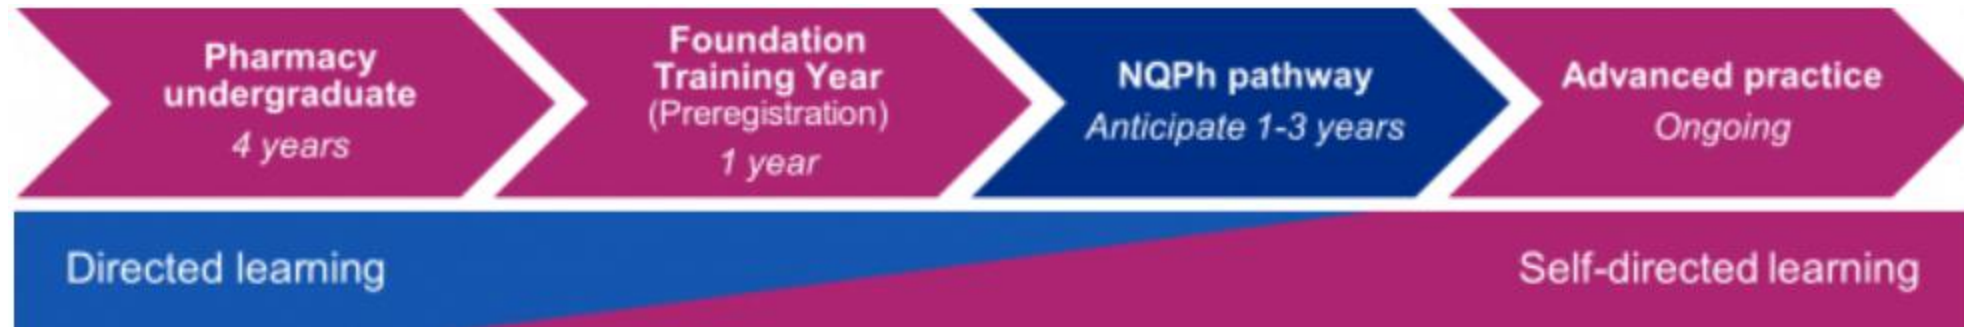 Pharmacy
undergraduate
4 years
Foundation
Training Year
(Preregistration)
1 year
NQPh pathway
Anticipate 1-3 years
Advanced practice
Ongoing
Directed learning
Self-directed learning